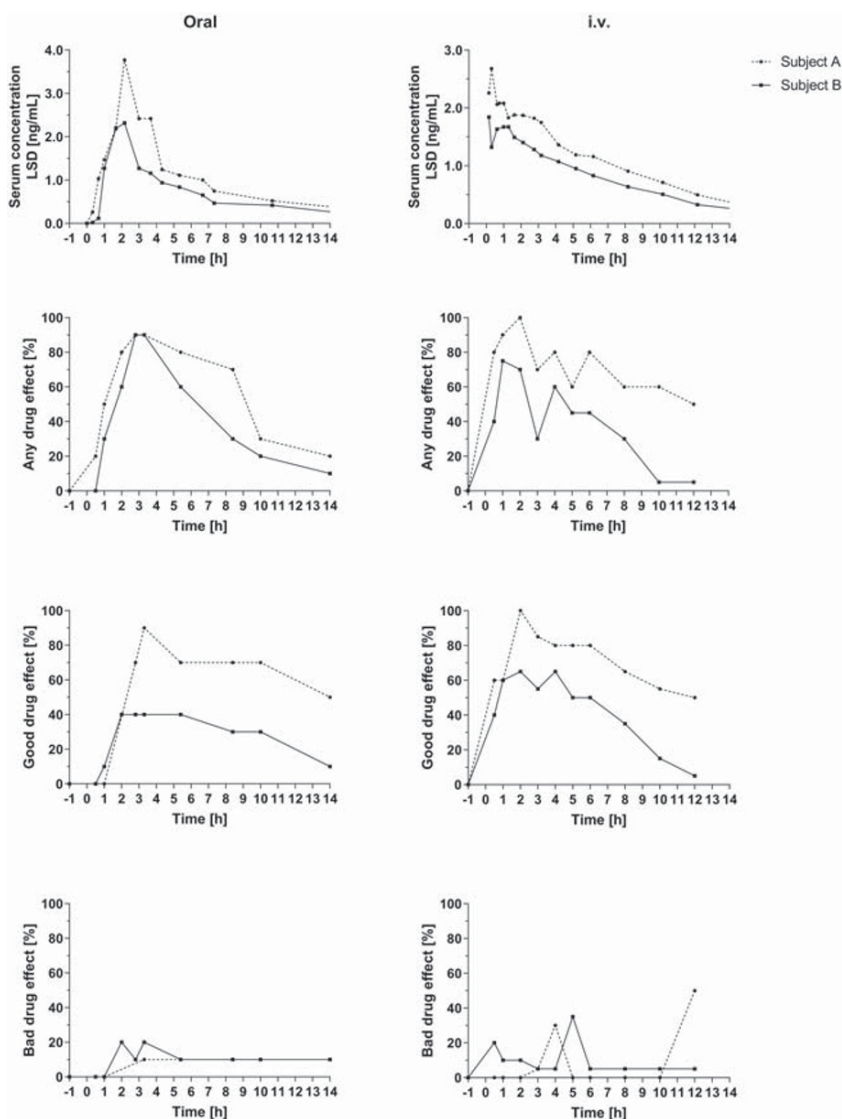 Oral
i.v.
Serum concentration
LSD [ng/mL]
4.0
3.0
2.0
1.0
0.0
-1 0 1 2 3 4 5 6 7 8 9 10 11 12 13 14
Time [h]
Serum concentration
LSD [ng/mL]
3.0
2.0
1.0
0.0
-1 0 1 2 3 4 5 6 7 8 9 10 11 12 13 14
Time [h]
Subject A
Subject B
Any drug effect [%]
100
80
60
40
20
0
-1 0 1 2 3 4 5 6 7 8 9 10 11 12 13 14
Time [h]
Any drug effect [%]
100
80
60
40
20
0
-1 0 1 2 3 4 5 6 7 8 9 10 11 12 13 14
Time [h]
Good drug effect [%]
100
80
60
40
20
0
-1 0 1 2 3 4 5 6 7 8 9 10 11 12 13 14
Time [h]
Good drug effect [%]
100
80
60
40
20
0
-1 0 1 2 3 4 5 6 7 8 9 10 11 12 13 14
Time [h]
Bad drug effect [%]
100
80
60
40
20
0
-1 0 1 2 3 4 5 6 7 8 9 10 11 12 13 14
Time [h]
Bad drug effect [%]
100
80
60
40
20
0
-1 0 1 2 3 4 5 6 7 8 9 10 11 12 13 14
Time [h]